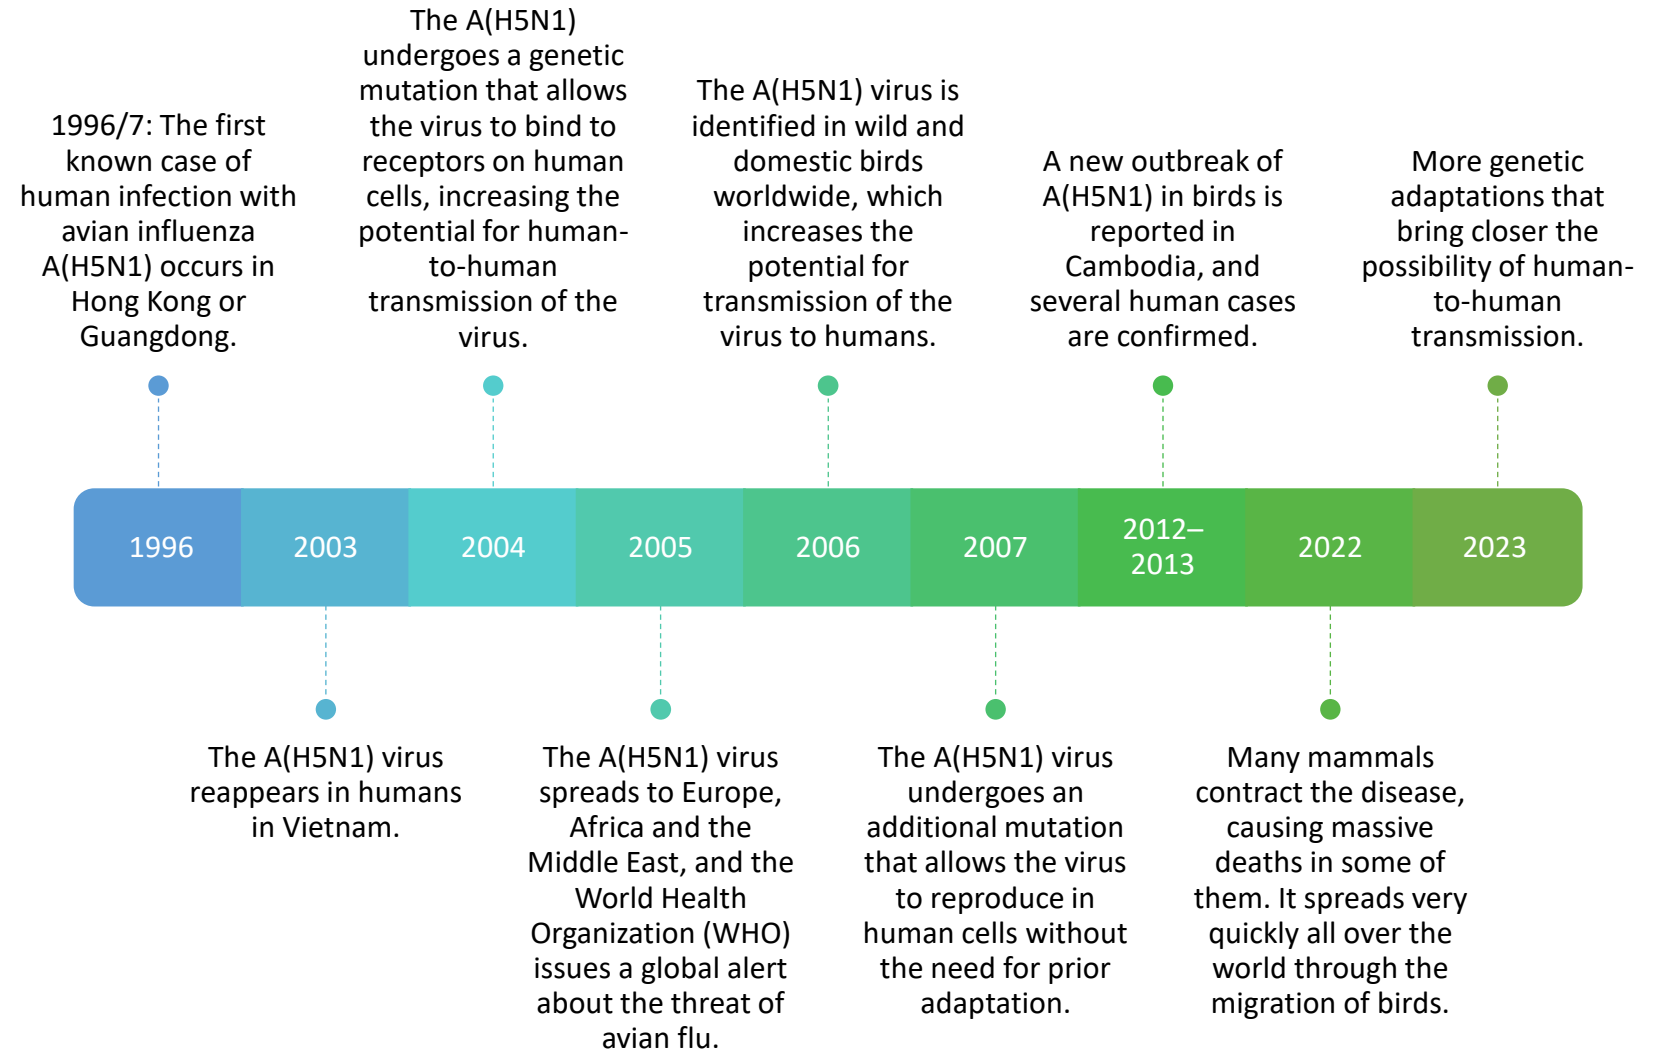 1996/7: The first
known case of
human infection with
avian influenza
A(H5N1) occurs in
Hong Kong or
Guangdong.
The A(H5N1)
undergoes a genetic
mutation that allows
the virus to bind to
receptors on human
cells, increasing the
potential for human-
to-human
transmission of the
virus.
The A(H5N1) virus is
identified in wild and
domestic birds
worldwide, which
increases the
potential for
transmission of the
virus to humans.
A new outbreak of
A(H5N1) in birds is
reported in
Cambodia, and
several human cases
are confirmed.
More genetic
adaptations that
bring closer the
possibility of human-
to-human
transmission.
1996
2003
2004
2005
2006
2007
2012–
2013
2022
2023
The A(H5N1) virus
reappears in humans
in Vietnam.
The A(H5N1) virus
spreads to Europe,
Africa and the
Middle East, and the
World Health
Organization (WHO)
issues a global alert
about the threat of
avian flu.
The A(H5N1) virus
undergoes an
additional mutation
that allows the virus
to reproduce in
human cells without
the need for prior
adaptation.
Many mammals
contract the disease,
causing massive
deaths in some of
them. It spreads very
quickly all over the
world through the
migration of birds.